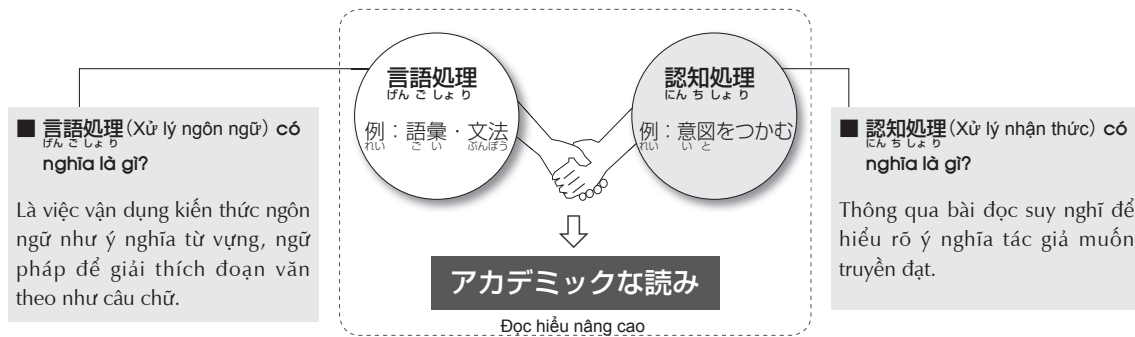 言語処理
げんごしょり
例：語彙・文法
れい ごい ぶんぽう
認知処理
にんちしょり
例：意図をつかむ
れい いと
■ 言語処理(Xử lý ngôn ngữ) có
げんごしょり
nghĩa là gì?
Là việc vận dụng kiến thức ngôn
ngữ như ý nghĩa từ vựng, ngữ
pháp để giải thích đoạn văn
theo như câu chữ.
■ 認知処理(Xử lý nhận thức) có
にんちしょり
nghĩa là gì?
Thông qua bài đọc suy nghĩ để
hiểu rõ ý nghĩa tác giả muốn
truyền đạt.
アカデミックな読み
Đọc hiểu nâng cao